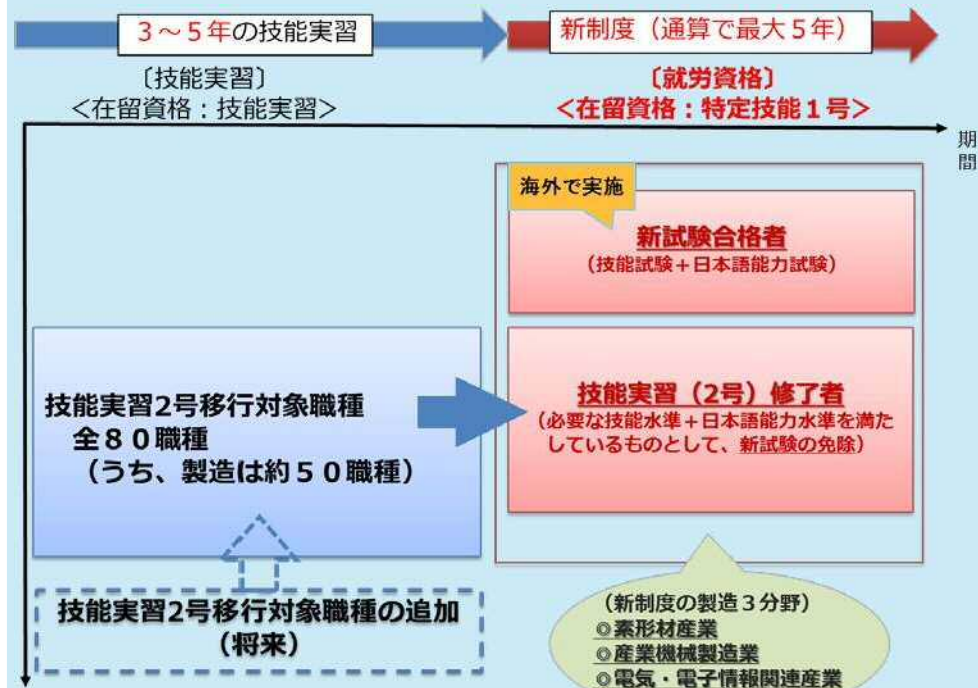 3～5年の技能実習
新制度（通算で最大5年）
〔技能実習〕
＜在留資格：技能実習＞
〔就労資格〕
＜在留資格：特定技能１号＞
期
間
海外で実施
新試験合格者
（技能試験＋日本語能力試験）
技能実習2号移行対象職種
全８０職種
（うち、製造は約５０職種）
技能実習（2号）修了者
（必要な技能水準＋日本語能力水準を満た
しているものとして、新試験の免除）
技能実習2号移行対象職種の追加
（将来）
（新制度の製造３分野）
◎素形材産業
◎産業機械製造業
◎電気・電子情報関連産業